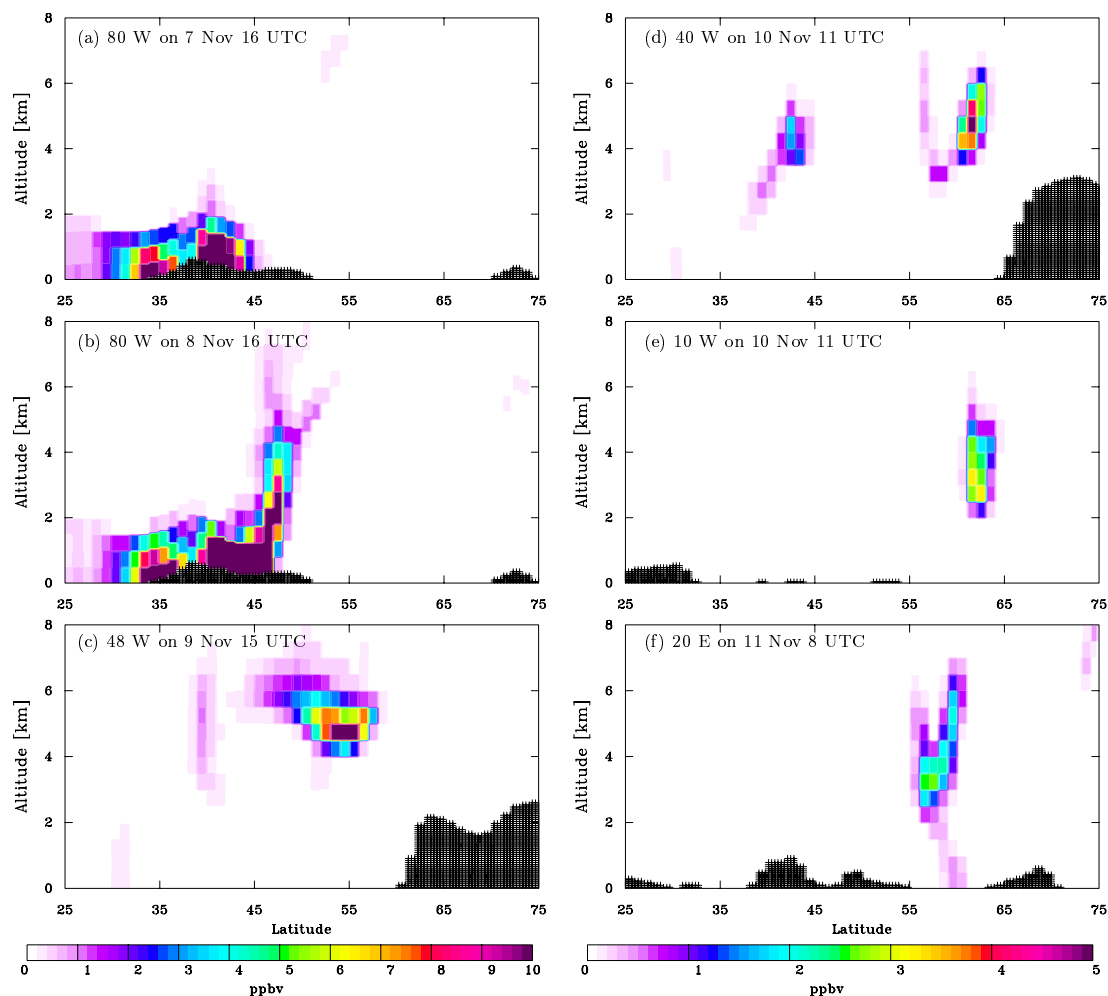 (a) 80 W on 7 Nov 16 UTC
8
6
4
2
0
Altitude [km]
25 35 45 55 65 75
(b) 80 W on 8 Nov 16 UTC
8
6
4
2
0
Altitude [km]
25 35 45 55 65 75
(c) 48 W on 9 Nov 15 UTC
8
6
4
2
0
Altitude [km]
25 35 45 55 65 75
Latitude
0 1 2 3 4 5 6 7 8 9 10
ppbv
(d) 40 W on 10 Nov 11 UTC
8
6
4
2
0
Altitude [km]
25 35 45 55 65 75
(e) 10 W on 10 Nov 11 UTC
8
6
4
2
0
Altitude [km]
25 35 45 55 65 75
(f) 20 E on 11 Nov 8 UTC
8
6
4
2
0
Altitude [km]
25 35 45 55 65 75
Latitude
0 1 2 3 4 5
ppbv